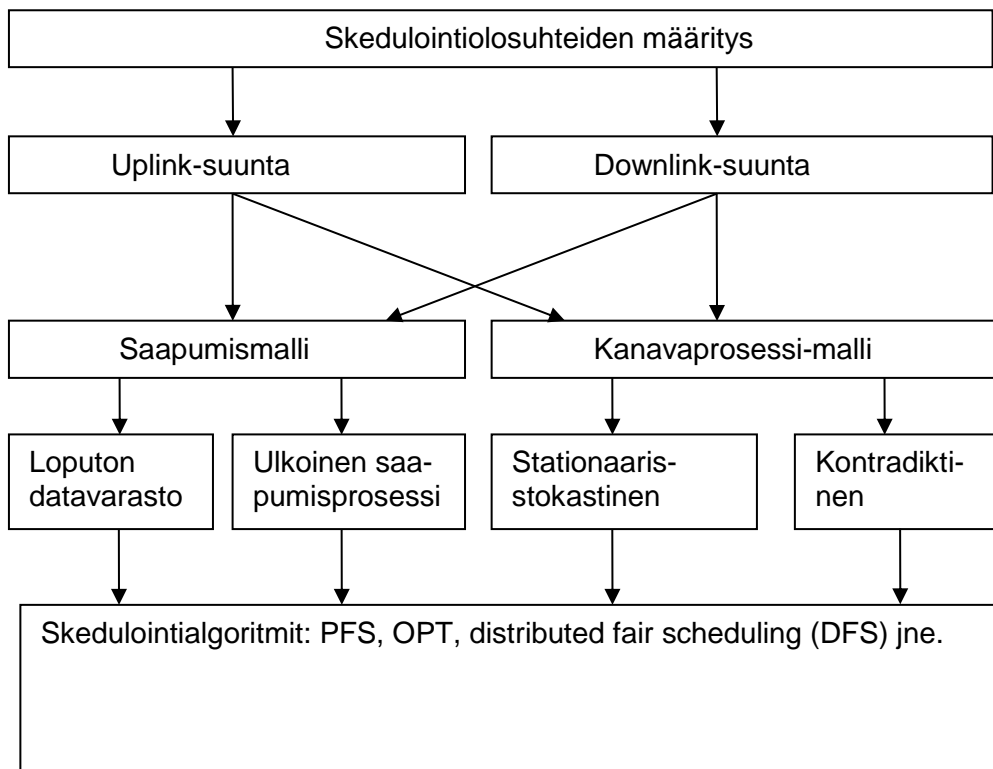 Skedulointiolosuhteiden määritys
Uplink-suunta
Downlink-suunta
Saapumismalli
Kanavaprosessi-malli
Loputon
datavarasto
Ulkoinen saa-
pumisprosessi
Stationaaris-
stokastinen
Kontradikti-
nen
Skedulointialgoritmit: PFS, OPT, distributed fair scheduling (DFS) jne.